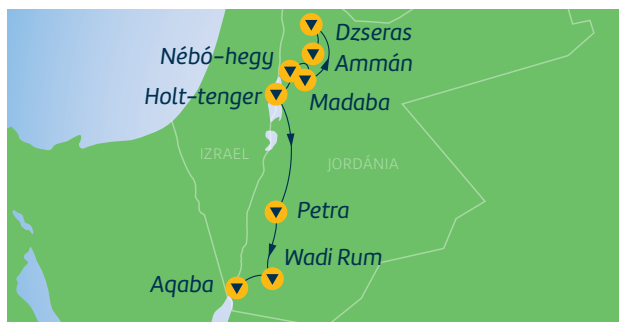 Dzseras
Nébó-hegy
Ammán
Holt-tenger
Madaba
IZRAEL
JORDÁNIA
Petra
Wadi Rum
Aqaba